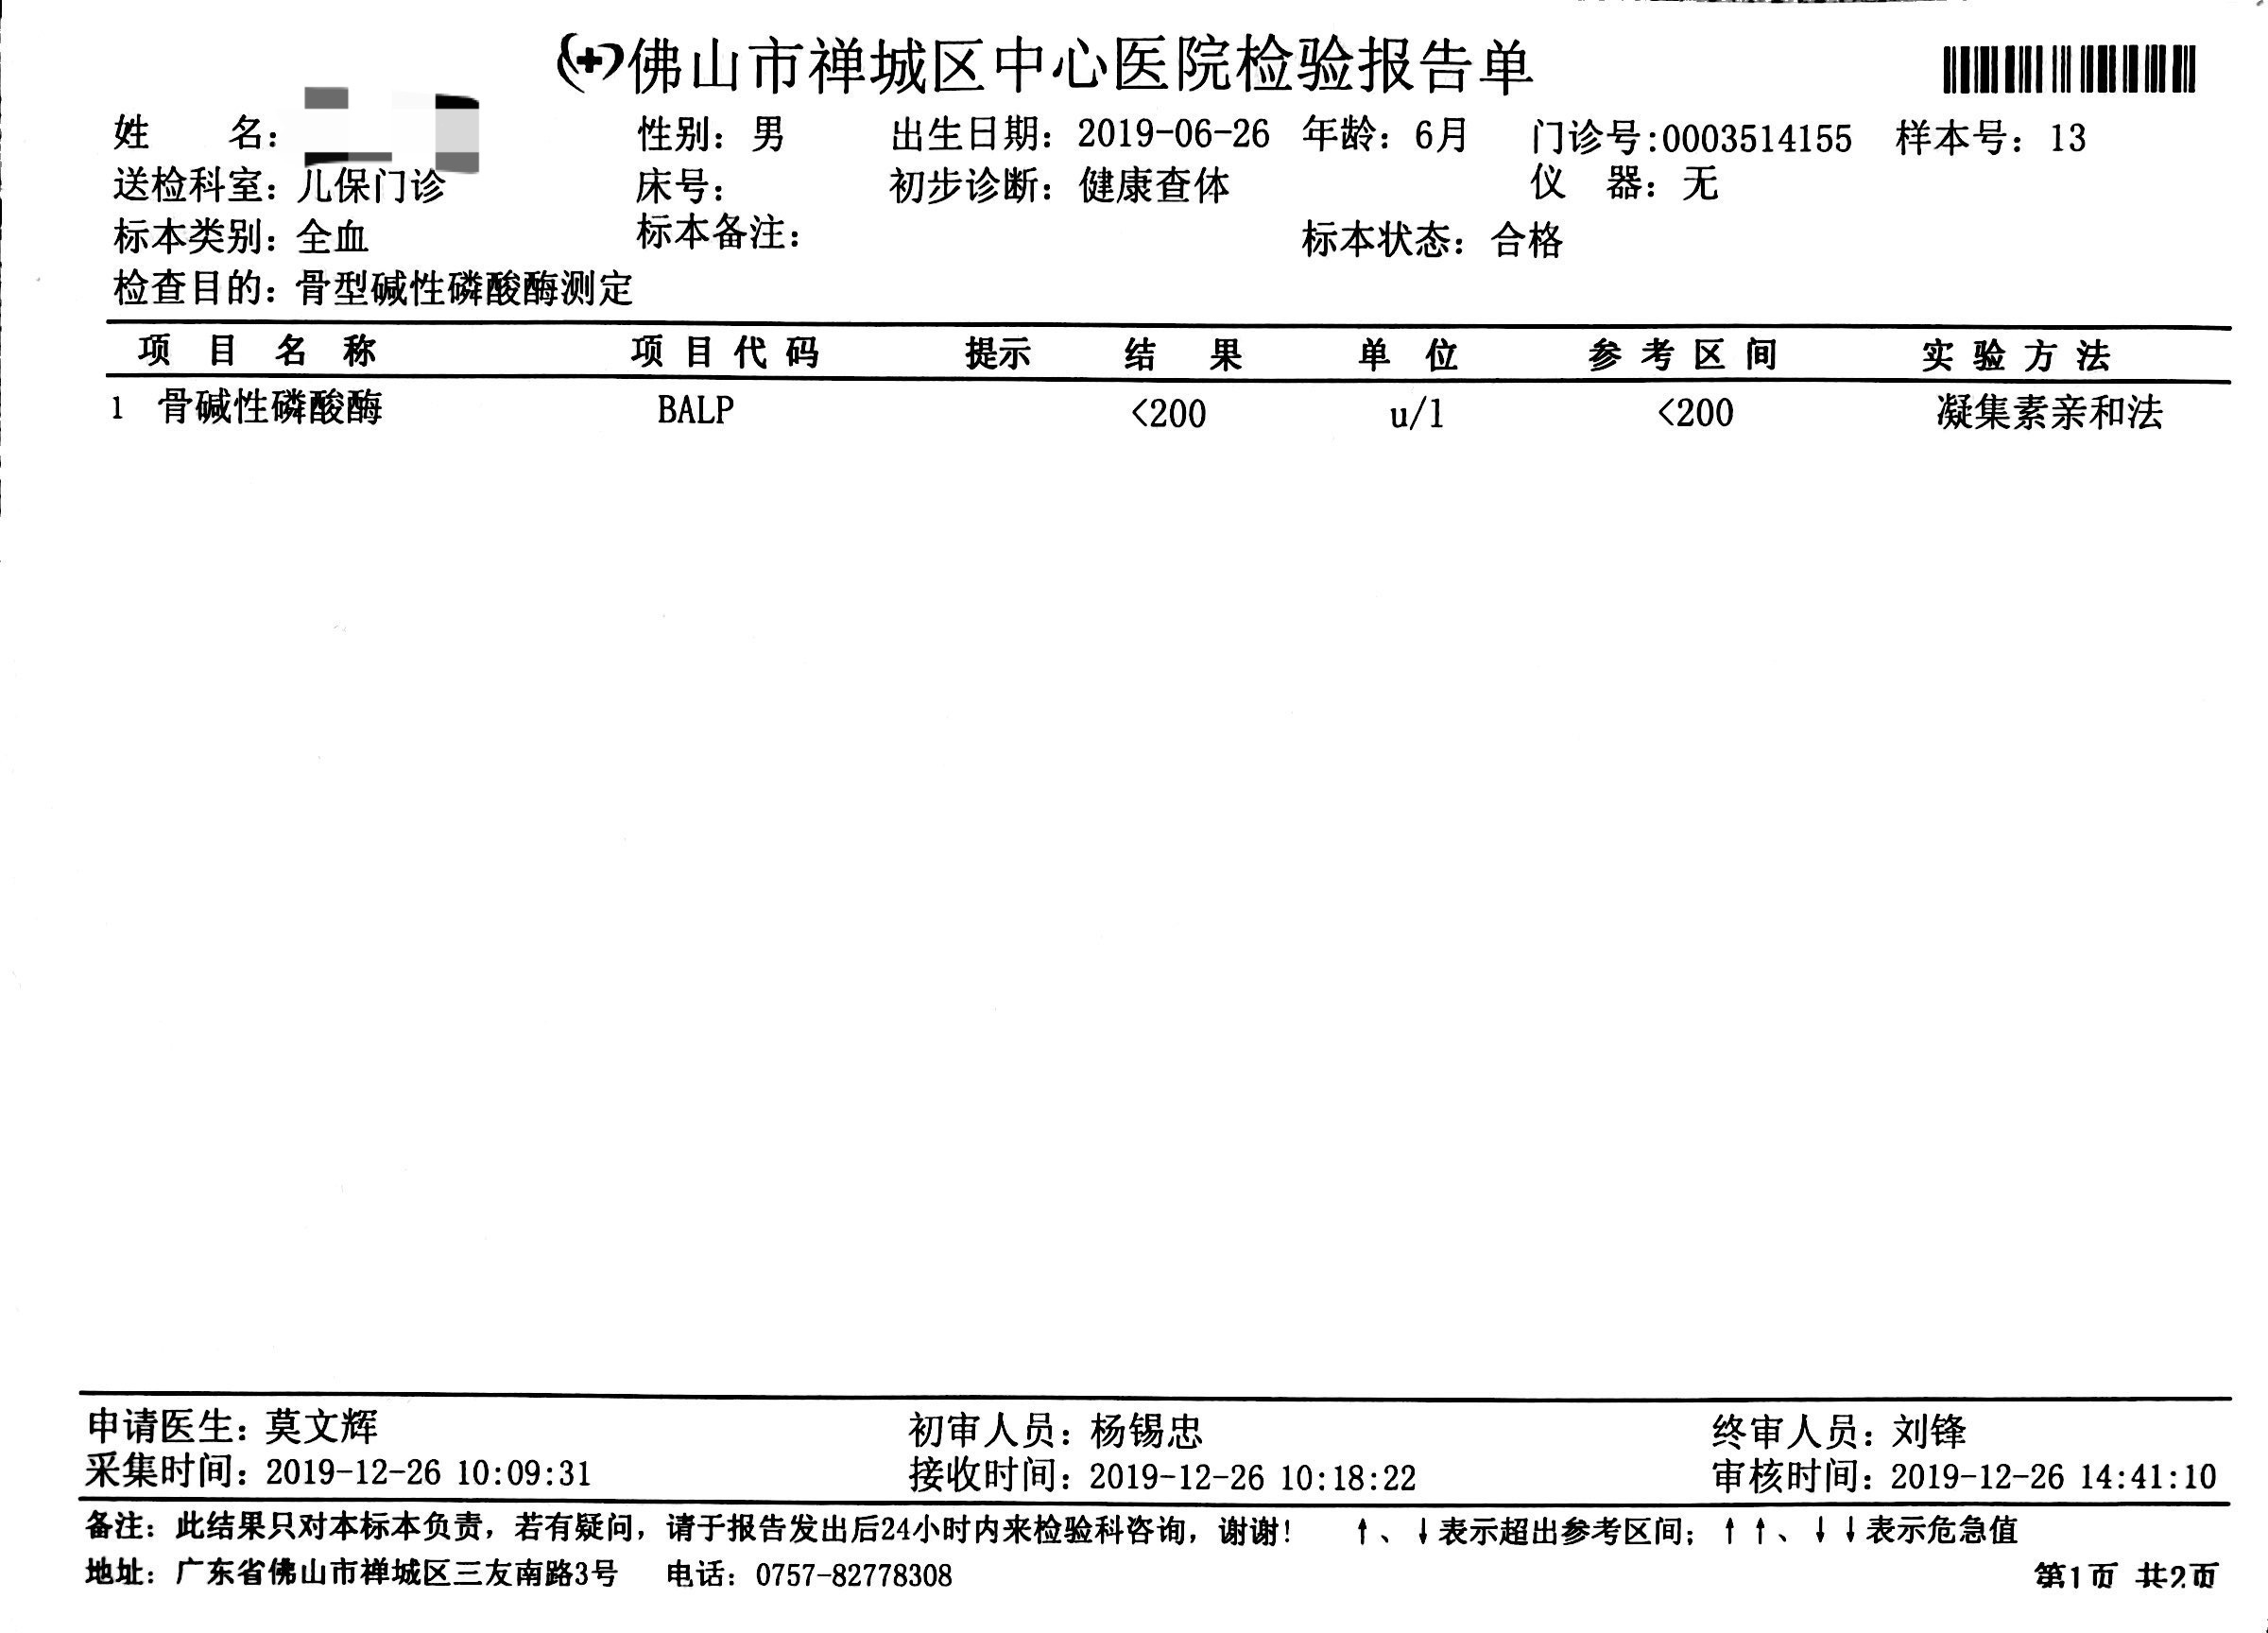 佛山市禅城区中心医院检验报告单
姓 名： 性别：男 出生日期：2019-06-26 年龄：6月 门诊号:0003514155 样本号：13
送检科室：儿保门诊 床号： 初步诊断：健康查体 仪 器：无
标本类别：全血 标本备注： 标本状态：合格
检查目的：骨型碱性磷酸酶测定
项 目 名 称 项 目 代 码 提示 结 果 单 位 参 考 区 间 实 验 方 法
1 骨碱性磷酸酶 BALP <200 u/l <200 凝集素亲和法
申请医生：莫文辉 初审人员：杨锡忠 终审人员：刘锋
采集时间：2019-12-26 10:09:31 接收时间：2019-12-26 10:18:22 审核时间：2019-12-26 14:41:10
备注：此结果只对本标本负责，若有疑问，请于报告发出后24小时内来检验科咨询，谢谢！ ↑、↓表示超出参考区间；↑↑、↓↓表示危急值
地址：广东省佛山市禅城区三友南路3号 电话：0757-82778308 第1页 共2页